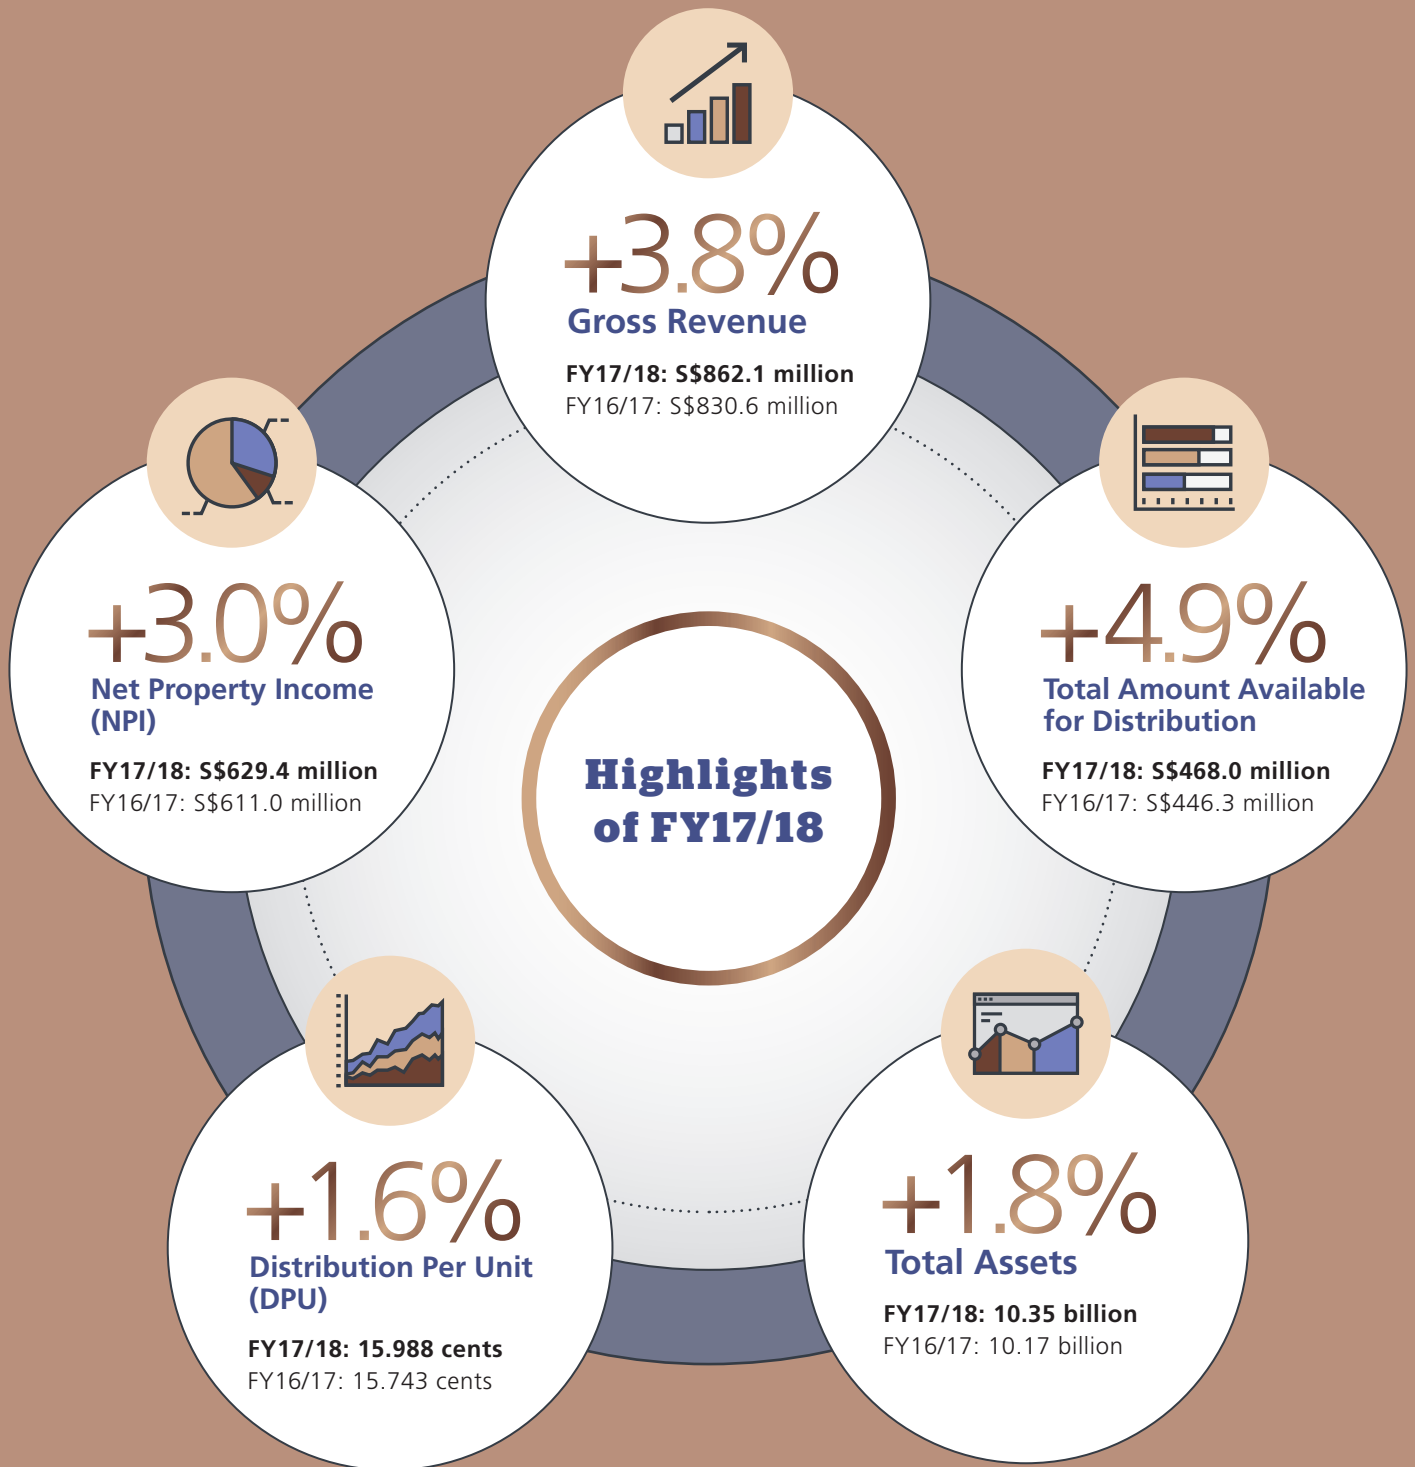 +3.8%
Gross Revenue
FY17/18: S$862.1 million
FY16/17: S$830.6 million
+3.0%
Net Property Income
(NPI)
FY17/18: S$629.4 million
FY16/17: S$611.0 million
+4.9%
Total Amount Available
for Distribution
FY17/18: S$468.0 million
FY16/17: S$446.3 million
Highlights
of FY17/18
+1.6%
Distribution Per Unit
(DPU)
FY17/18: 15.988 cents
FY16/17: 15.743 cents
+1.8%
Total Assets
FY17/18: 10.35 billion
FY16/17: 10.17 billion